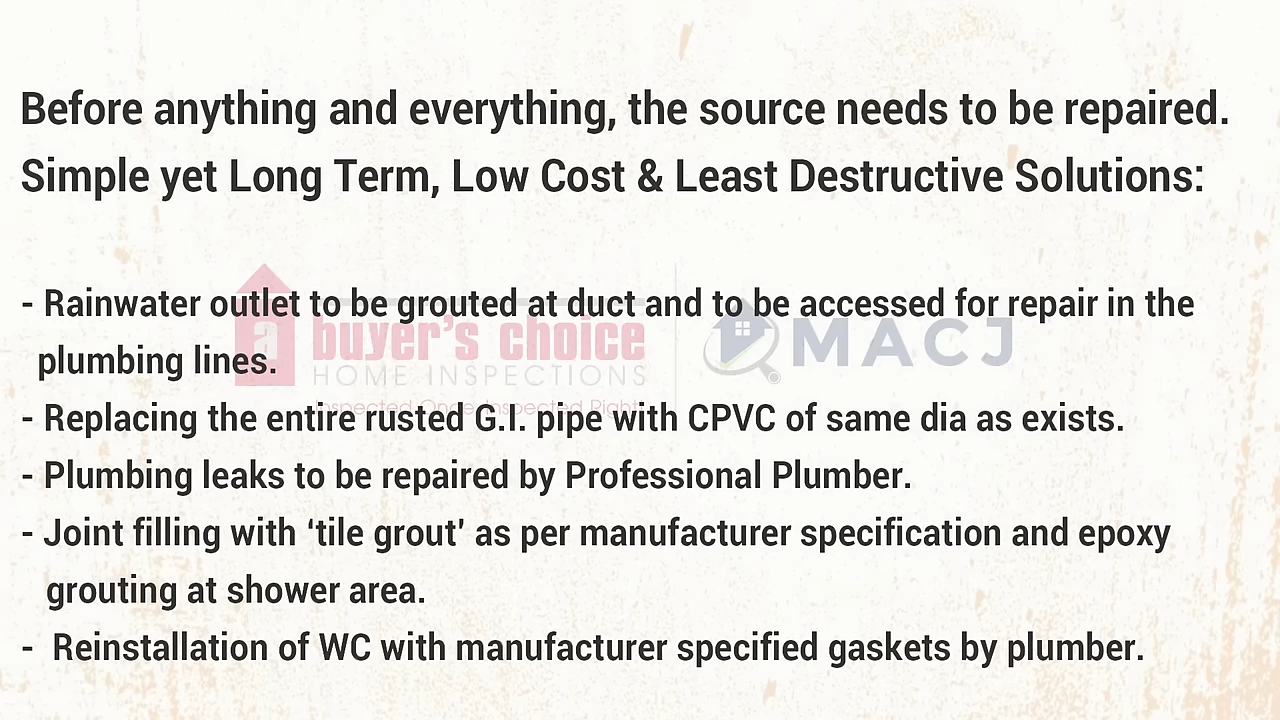 Before anything and everything, the source needs to be repaired.
Simple yet Long Term, Low Cost & Least Destructive Solutions:
- Rainwater outlet to be grouted at duct and to be accessed for repair in the
plumbing lines.
a buyer's choice
MACJ
HOME INSPECTIONS
Inspected Once, Inspected Right!
- Replacing the entire rusted G.I. pipe with CPVC of same dia as exists.
- Plumbing leaks to be repaired by Professional Plumber.
- Joint filling with ‘tile grout’ as per manufacturer specification and epoxy
grouting at shower area.
- Reinstallation of WC with manufacturer specified gaskets by plumber.